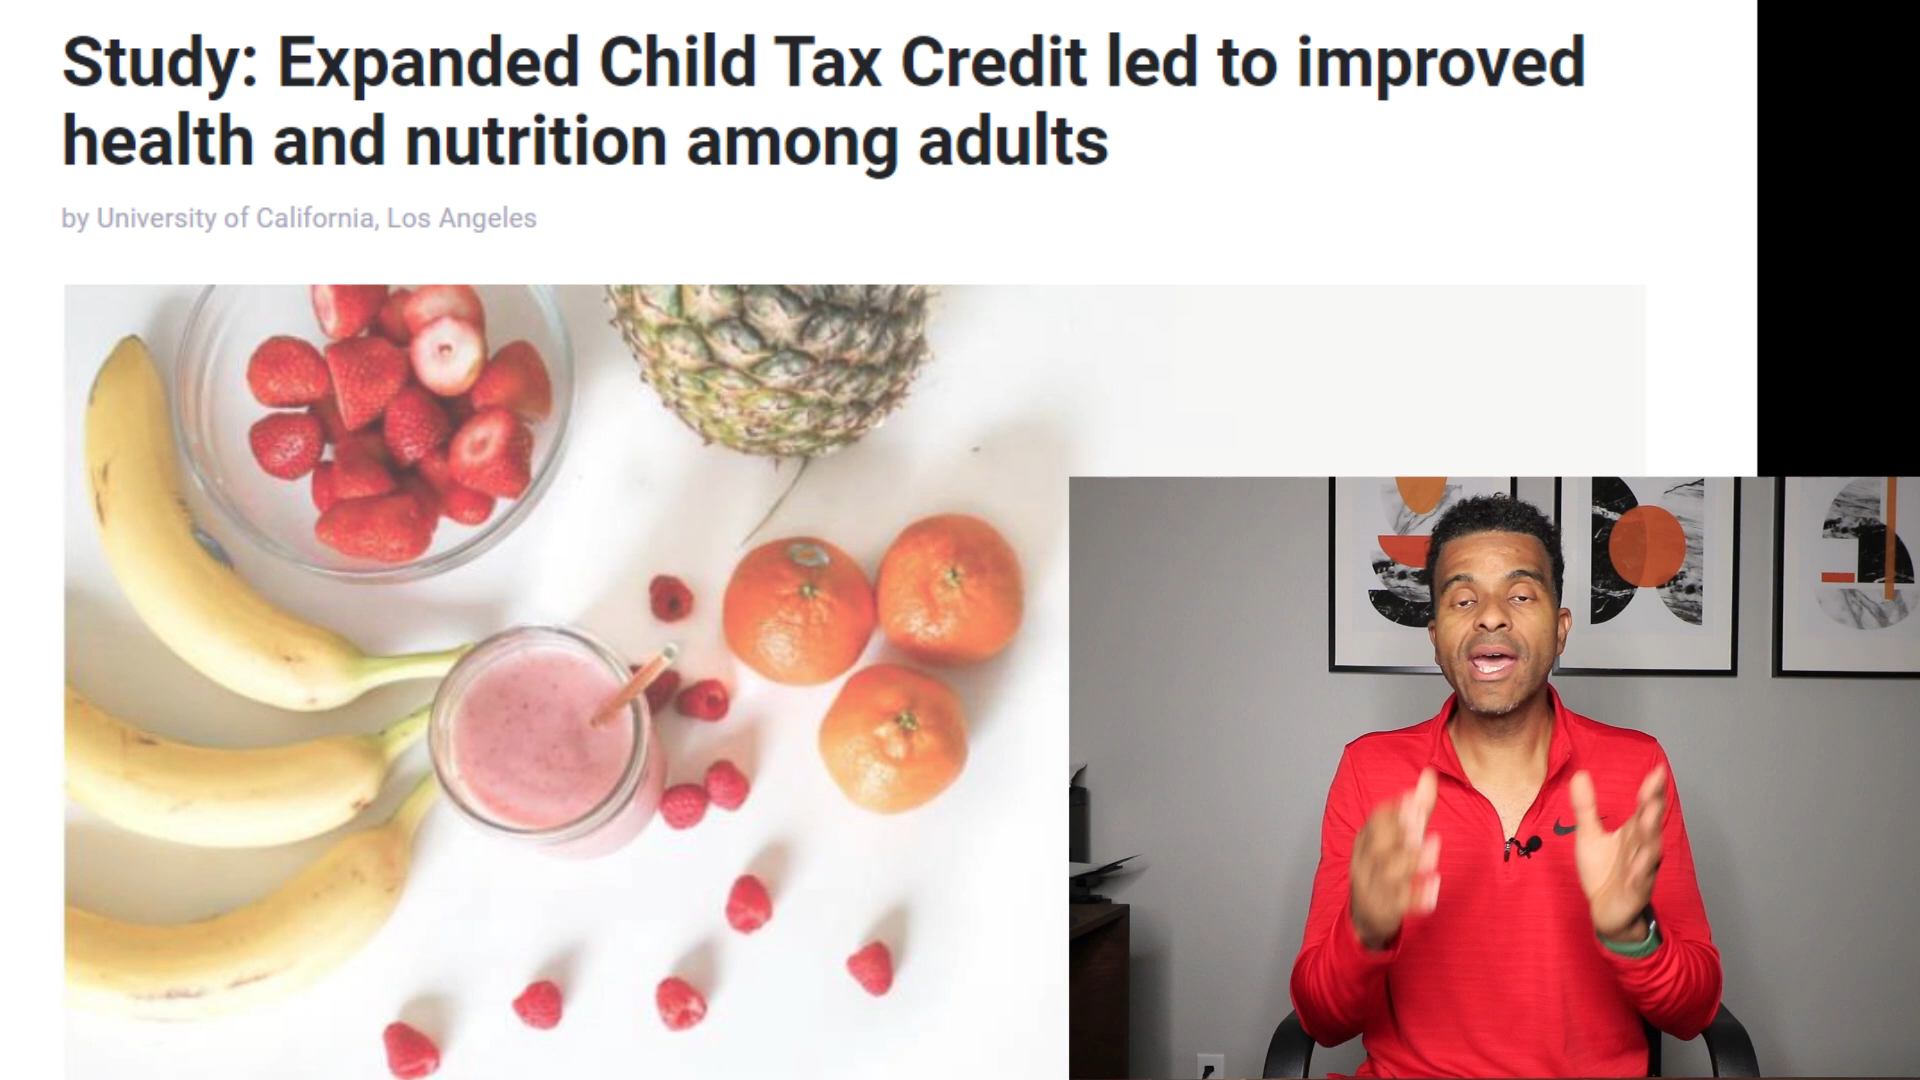 Study: Expanded Child Tax Credit led to improved
health and nutrition among adults
by University of California, Los Angeles